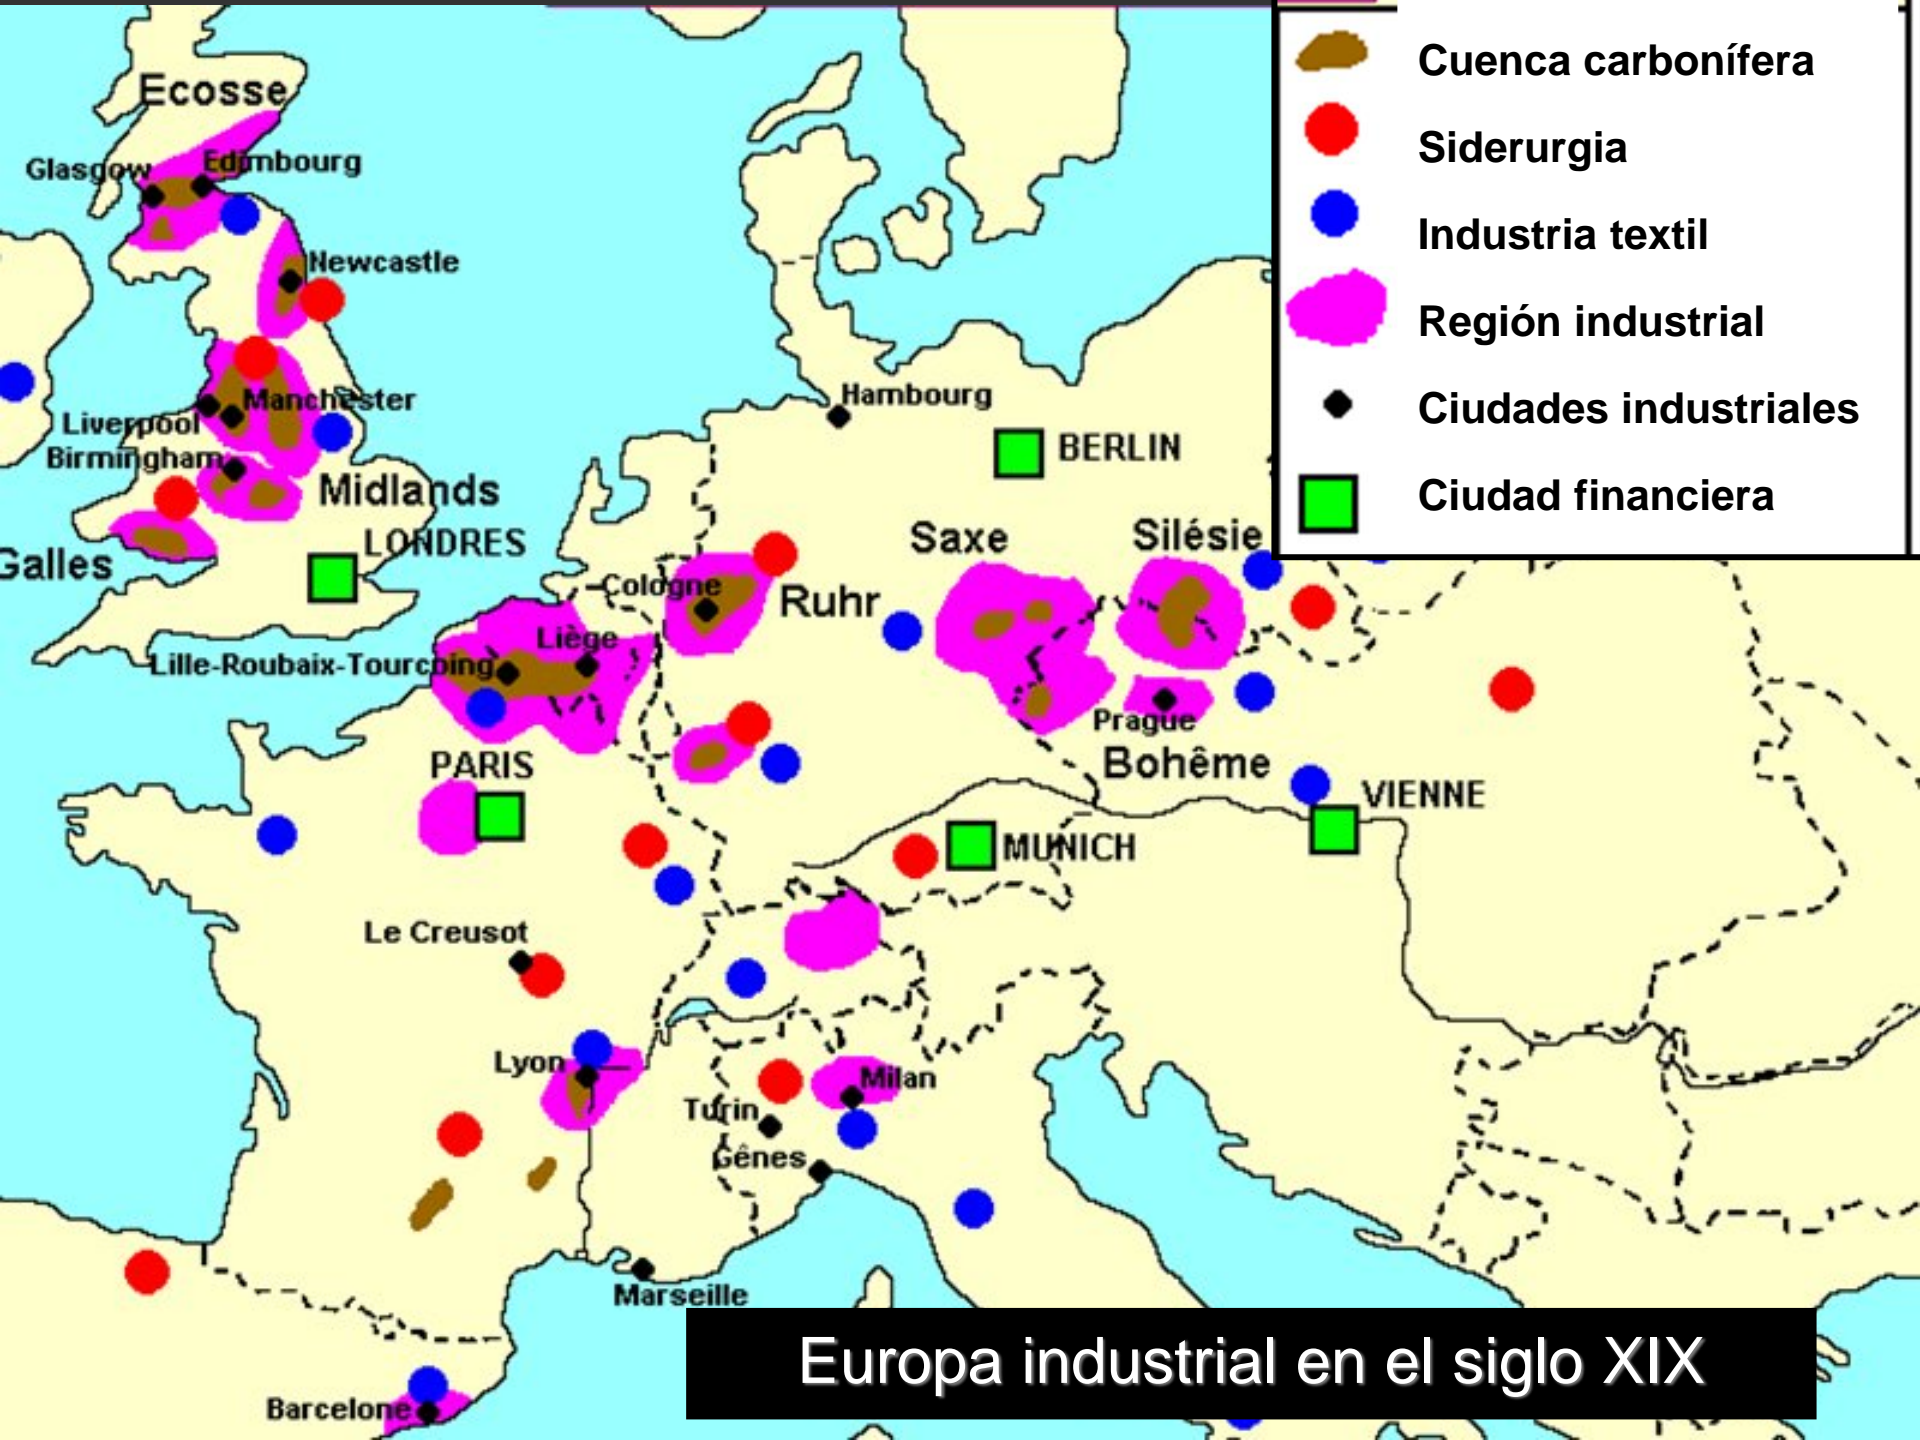 Cuenca carbonífera
Siderurgia
Industria textil
Región industrial
Ciudades industriales
Ciudad financiera
Ecosse
Glasgow
Edimbourg
Newcastle
Manchester
Liverpool
Birmingham
Midlands
Galles
LONDRES
Hambourg
BERLIN
Saxe
Silésie
Cologne
Ruhr
Liège
Lille-Roubaix-Tourcoing
Prague
Bohême
PARIS
VIENNE
MUNICH
Le Creusot
Lyon
Milan
Turin
Gênes
Marseille
Barcelone
Europa industrial en el siglo XIX